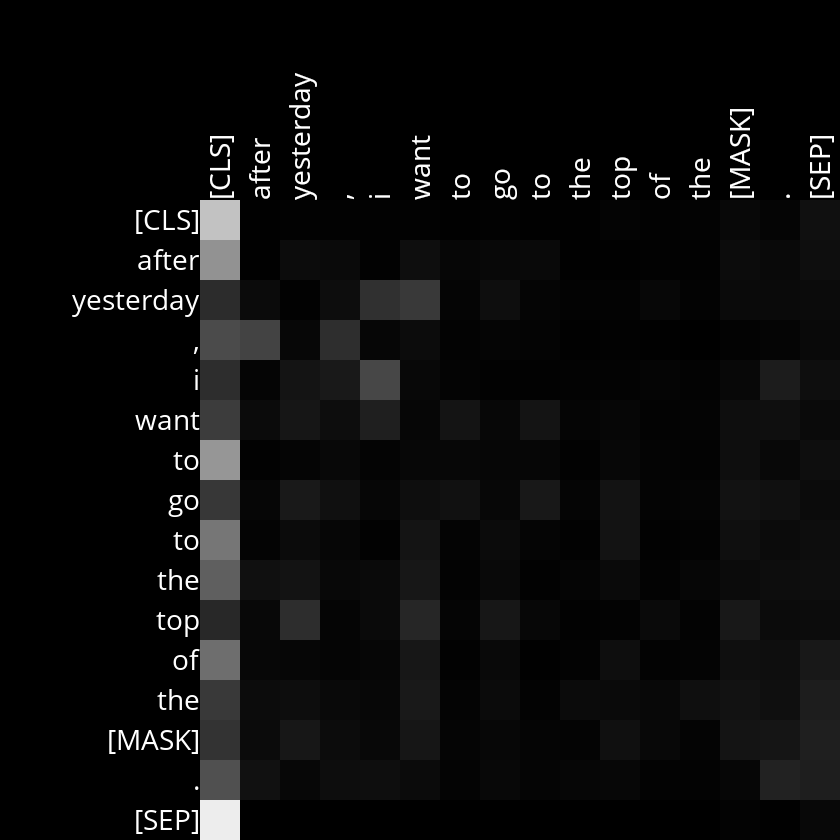 [CLS] after yesterday , i want to go to the top of the [MASK] . [SEP]
[CLS]
after
yesterday
,
i
want
to
go
to
the
top
of
the
[MASK]
.
[SEP]